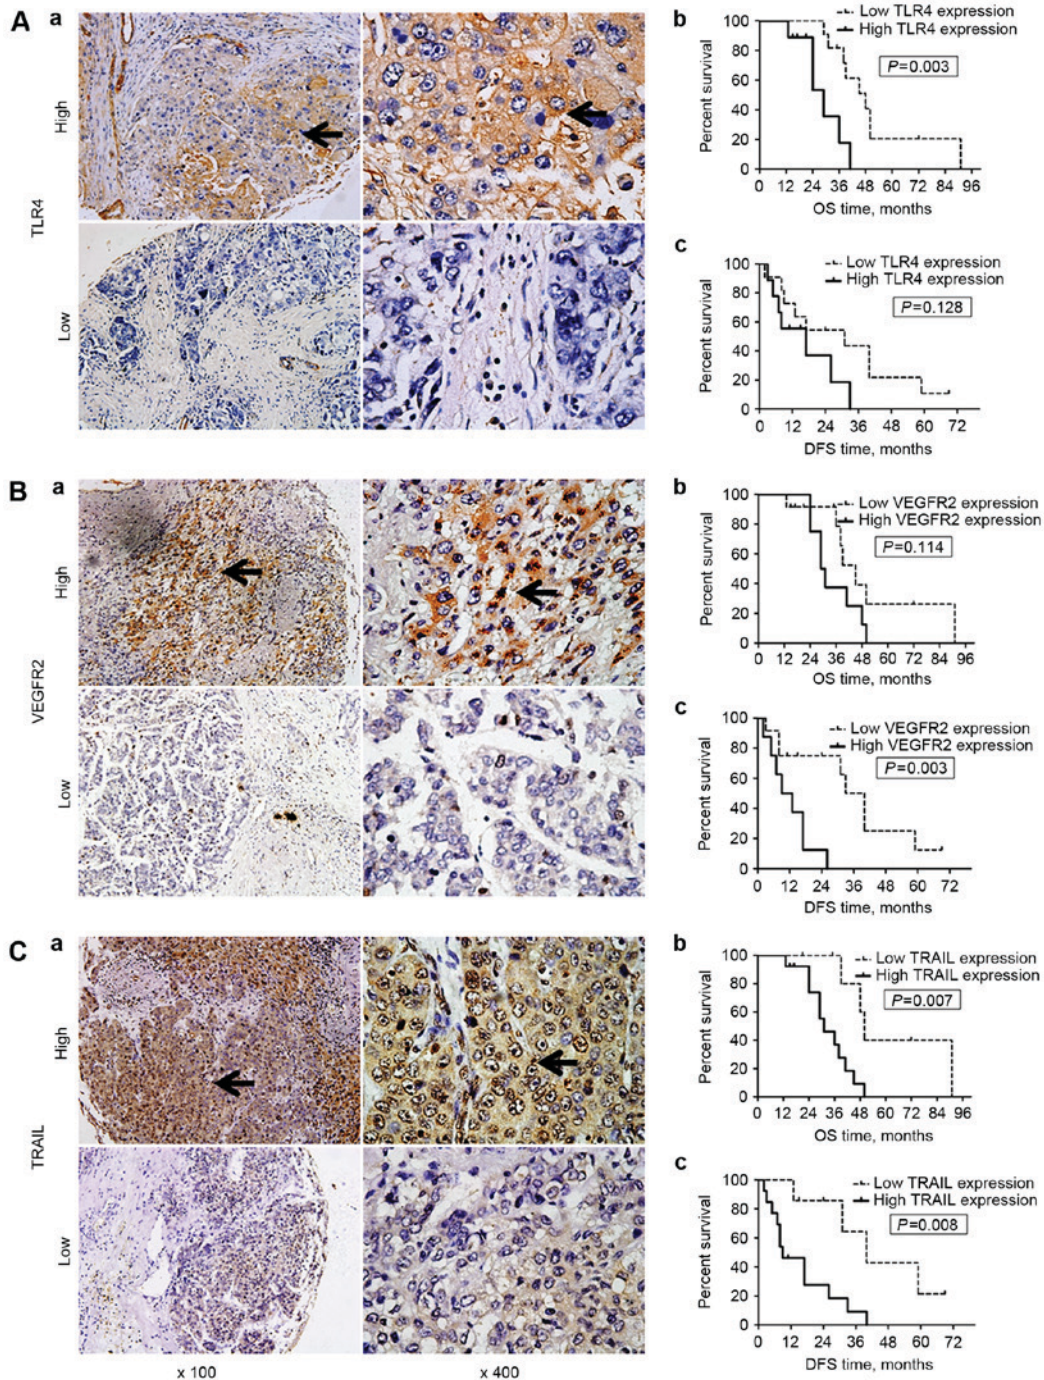 A
a
High
TLR4
Low
b
Low TLR4 expression
High TLR4 expression
P=0.003
Percent survival
100
80
60
40
20
0
0 12 24 36 48 60 72 84 96
OS time, months
c
Low TLR4 expression
High TLR4 expression
P=0.128
Percent survival
100
80
60
40
20
0
0 12 24 36 48 60 72
DFS time, months
B
a
High
VEGFR2
Low
b
Low VEGFR2 expression
High VEGFR2 expression
P=0.114
Percent survival
100
80
60
40
20
0
0 12 24 36 48 60 72 84 96
OS time, months
c
Low VEGFR2 expression
High VEGFR2 expression
P=0.003
Percent survival
100
80
60
40
20
0
0 12 24 36 48 60 72
DFS time, months
C
a
High
TRAIL
Low
x 100
x 400
b
Low TRAIL expression
High TRAIL expression
P=0.007
Percent survival
100
80
60
40
20
0
0 12 24 36 48 60 72 84 96
OS time, months
c
Low TRAIL expression
High TRAIL expression
P=0.008
Percent survival
100
80
60
40
20
0
0 12 24 36 48 60 72
DFS time, months